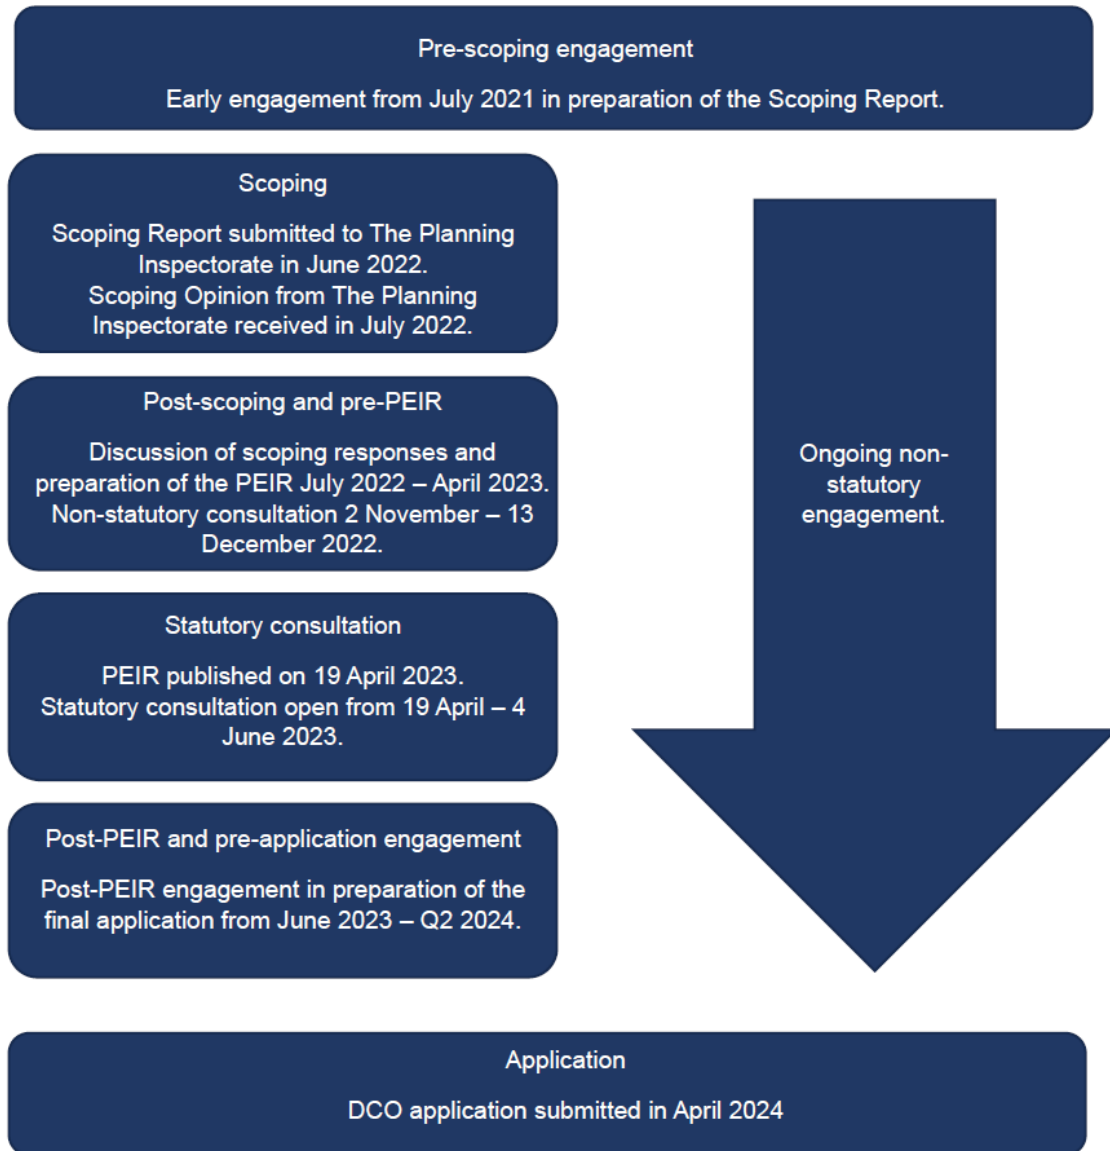 Pre-scoping engagement
Early engagement from July 2021 in preparation of the Scoping Report.
Scoping
Scoping Report submitted to The Planning
Inspectorate in June 2022.
Scoping Opinion from The Planning
Inspectorate received in July 2022.
Post-scoping and pre-PEIR
Discussion of scoping responses and
preparation of the PEIR July 2022 – April 2023.
Non-statutory consultation 2 November – 13
December 2022.
Statutory consultation
PEIR published on 19 April 2023.
Statutory consultation open from 19 April – 4
June 2023.
Post-PEIR and pre-application engagement
Post-PEIR engagement in preparation of the
final application from June 2023 – Q2 2024.
Ongoing non-
statutory
engagement.
Application
DCO application submitted in April 2024